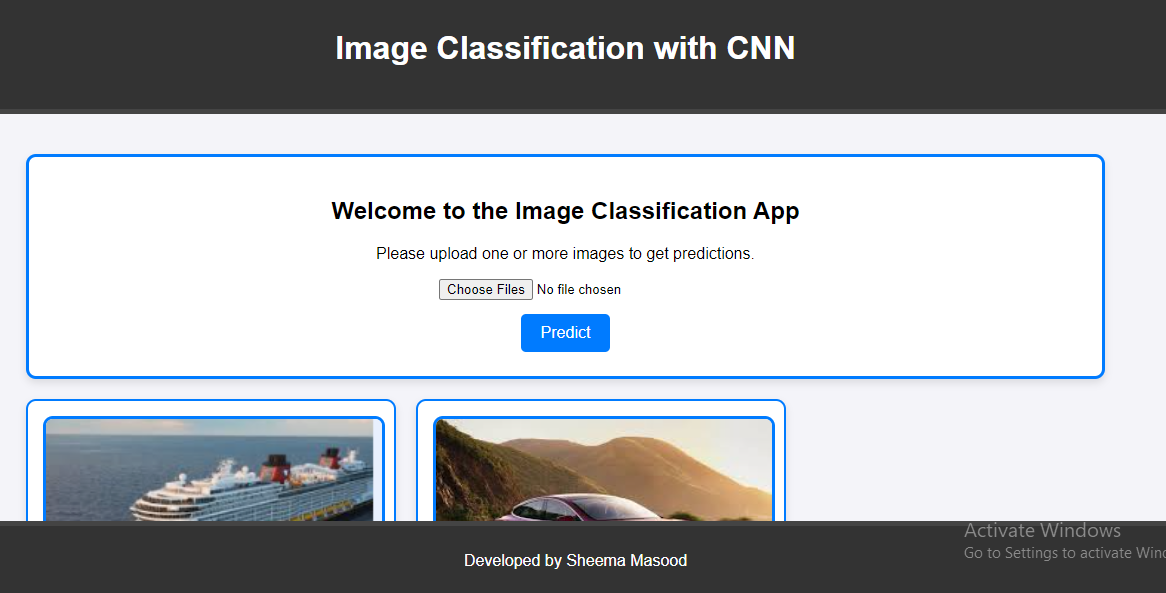 Image Classification with CNN
Welcome to the Image Classification App
Please upload one or more images to get predictions.
Choose Files No file chosen
Predict
Activate Windows
Go to Settings to activate
Developed by Sheema Masood